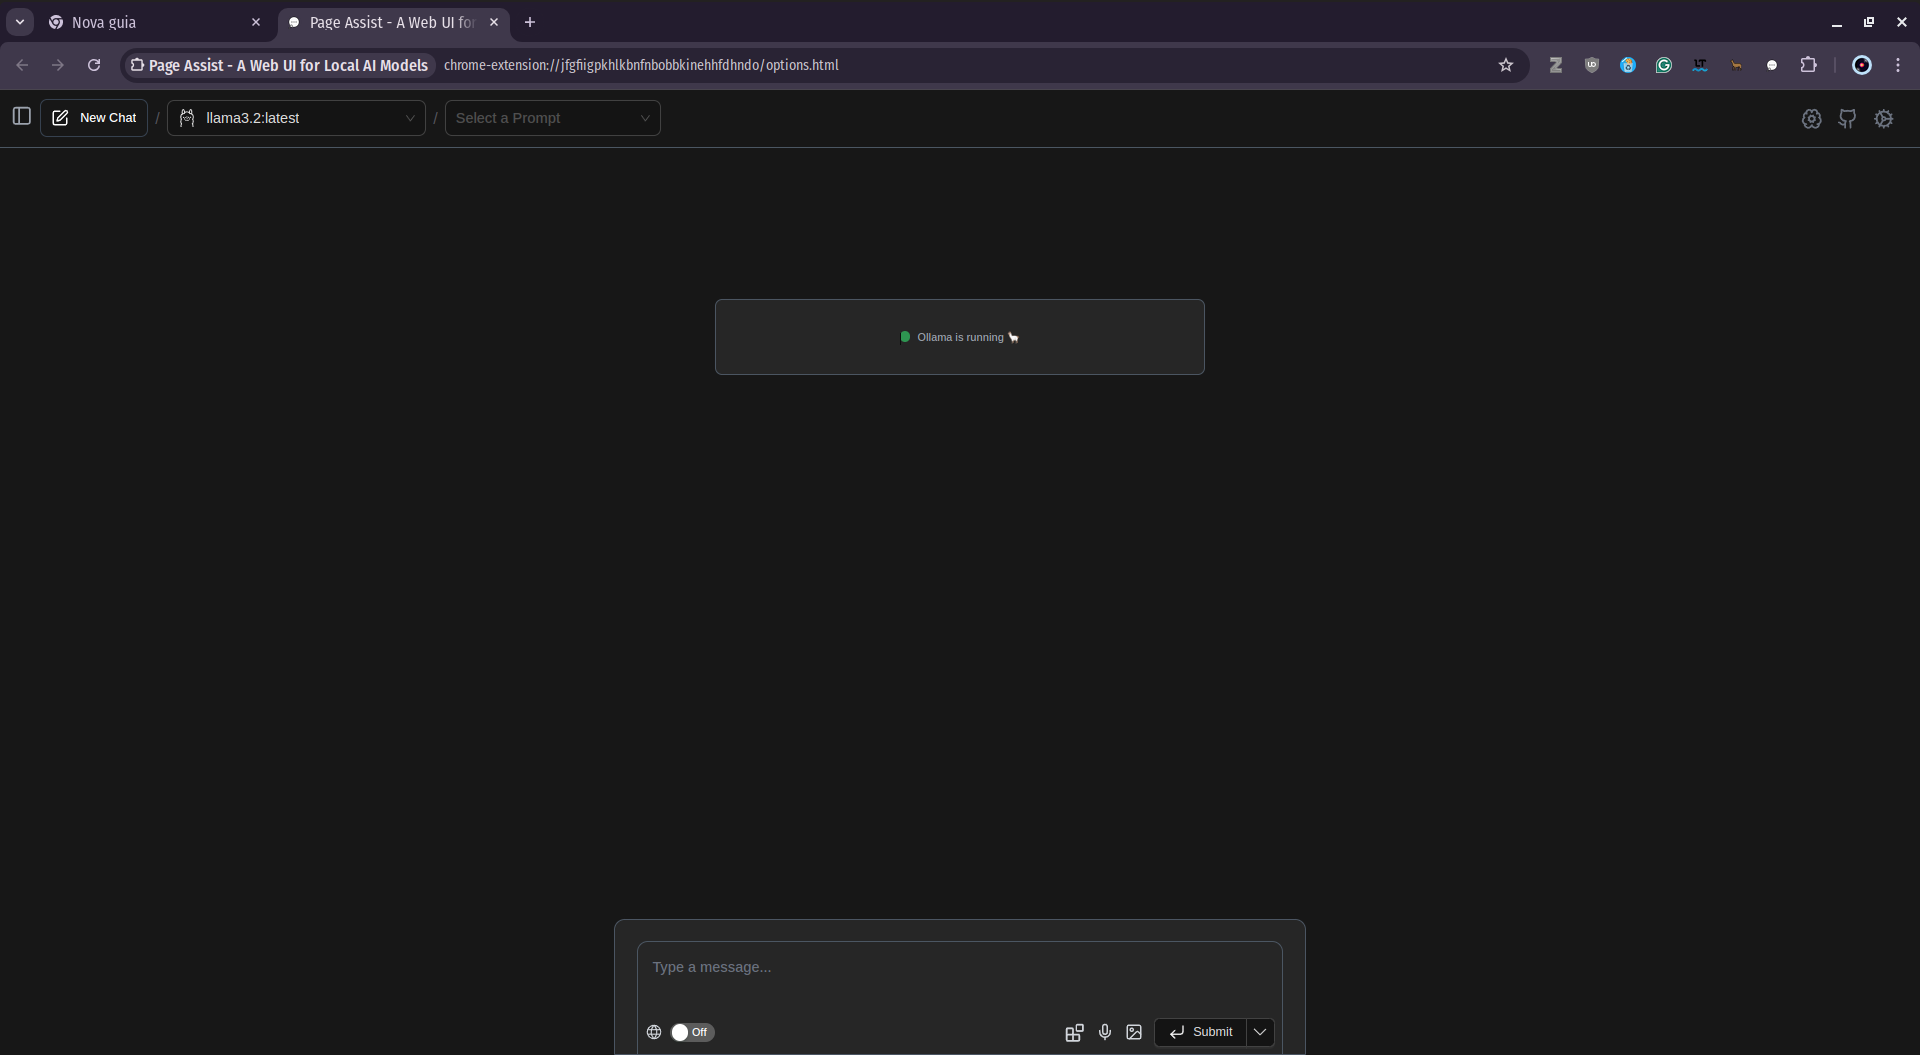 Nova guia
Page Assist - A Web UI for
Page Assist - A Web UI for Local AI Models
chrome-extension://jfgfiigpkhlkbnfnbobbkinehhfdhndo/options.html
New Chat / llama3.2:latest / Select a Prompt
Ollama is running
Type a message...
Off
Submit